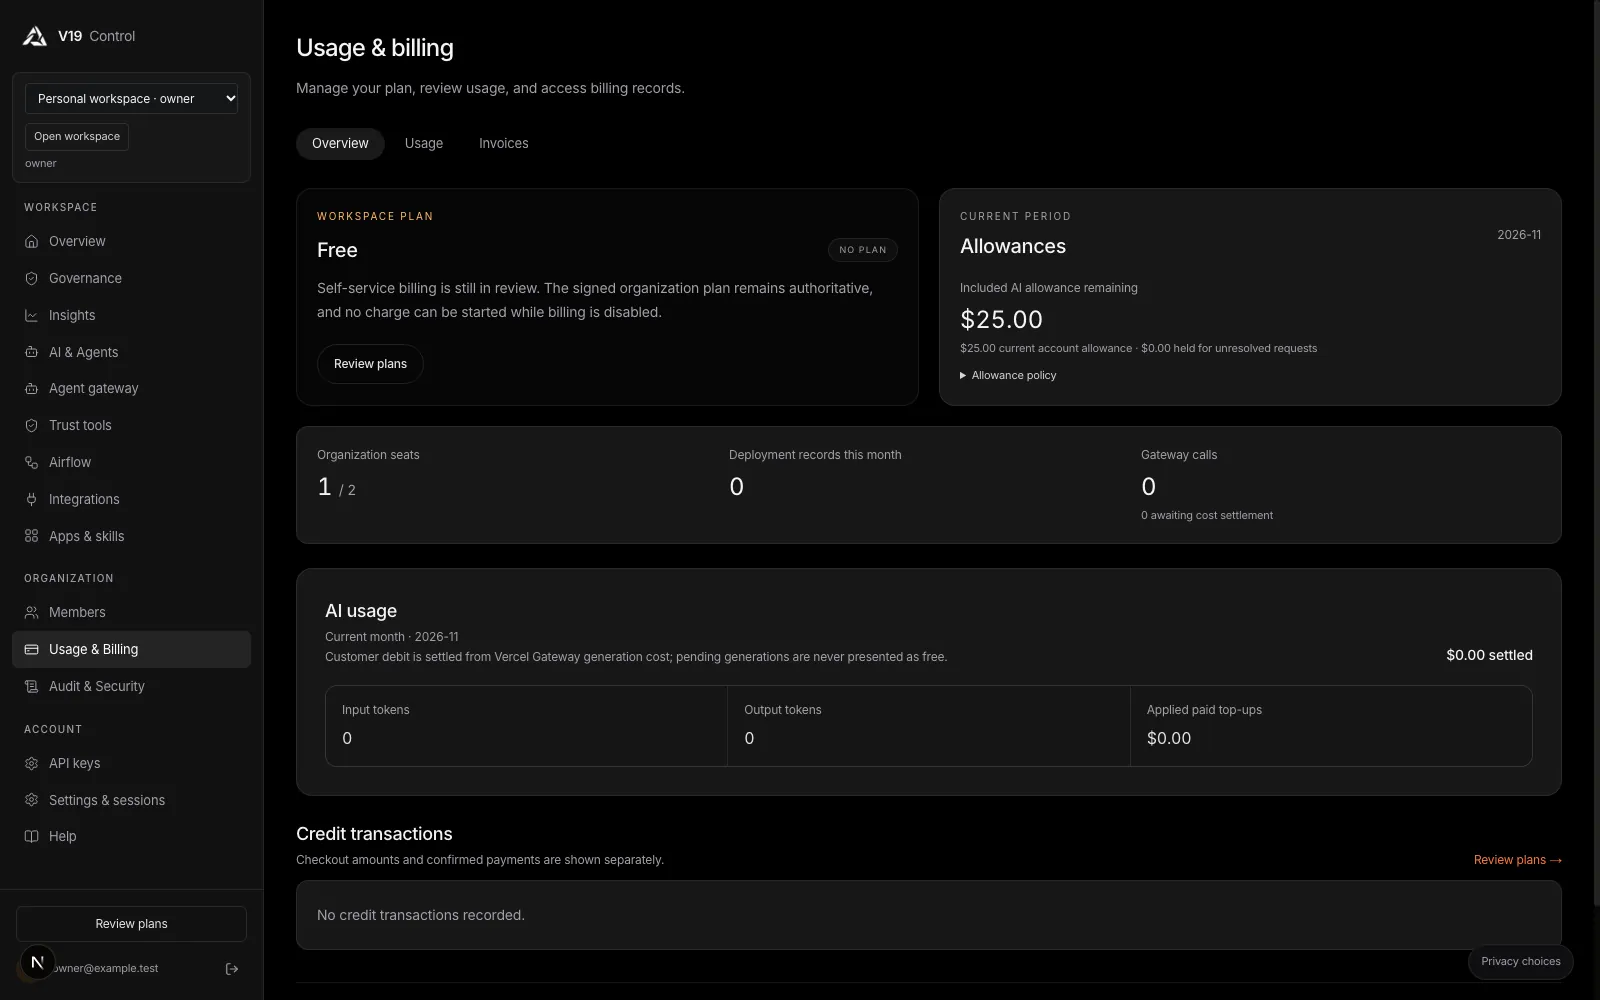 V19 Control
Personal workspace · owner
Open workspace
owner
WORKSPACE
Overview
Governance
Insights
AI & Agents
Agent gateway
Trust tools
Airflow
Integrations
Apps & skills
ORGANIZATION
Members
Usage & Billing
Audit & Security
ACCOUNT
API keys
Settings & sessions
Help
Review plans
N
owner@example.test
Usage & billing
Manage your plan, review usage, and access billing records.
Overview
Usage
Invoices
WORKSPACE PLAN
Free
NO PLAN
Self-service billing is still in review. The signed organization plan remains authoritative,
and no charge can be started while billing is disabled.
Review plans
CURRENT PERIOD
Allowances
2026-11
Included AI allowance remaining
$25.00
$25.00 current account allowance · $0.00 held for unresolved requests
Allowance policy
Organization seats
1 / 2
Deployment records this month
0
Gateway calls
0
0 awaiting cost settlement
AI usage
Current month · 2026-11
Customer debit is settled from Vercel Gateway generation cost; pending generations are never presented as free.
$0.00 settled
Input tokens
0
Output tokens
0
Applied paid top-ups
$0.00
Credit transactions
Checkout amounts and confirmed payments are shown separately.
Review plans →
No credit transactions recorded.
Privacy choices